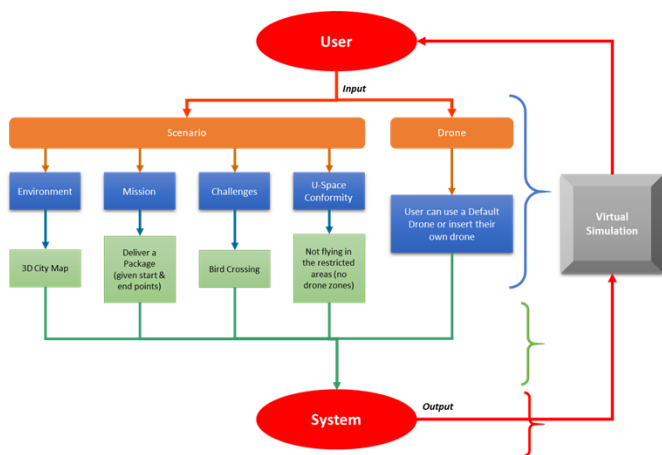 User
Input
Scenario
Drone
Environment
Mission
Challenges
U-Space
Conformity
User can use a Default
Drone or insert their
own drone
Virtual
Simulation
3D City Map
Deliver a
Package
(given start &
end points)
Bird Crossing
Not flying in
the restricted
areas (no
drone zones)
System
Output